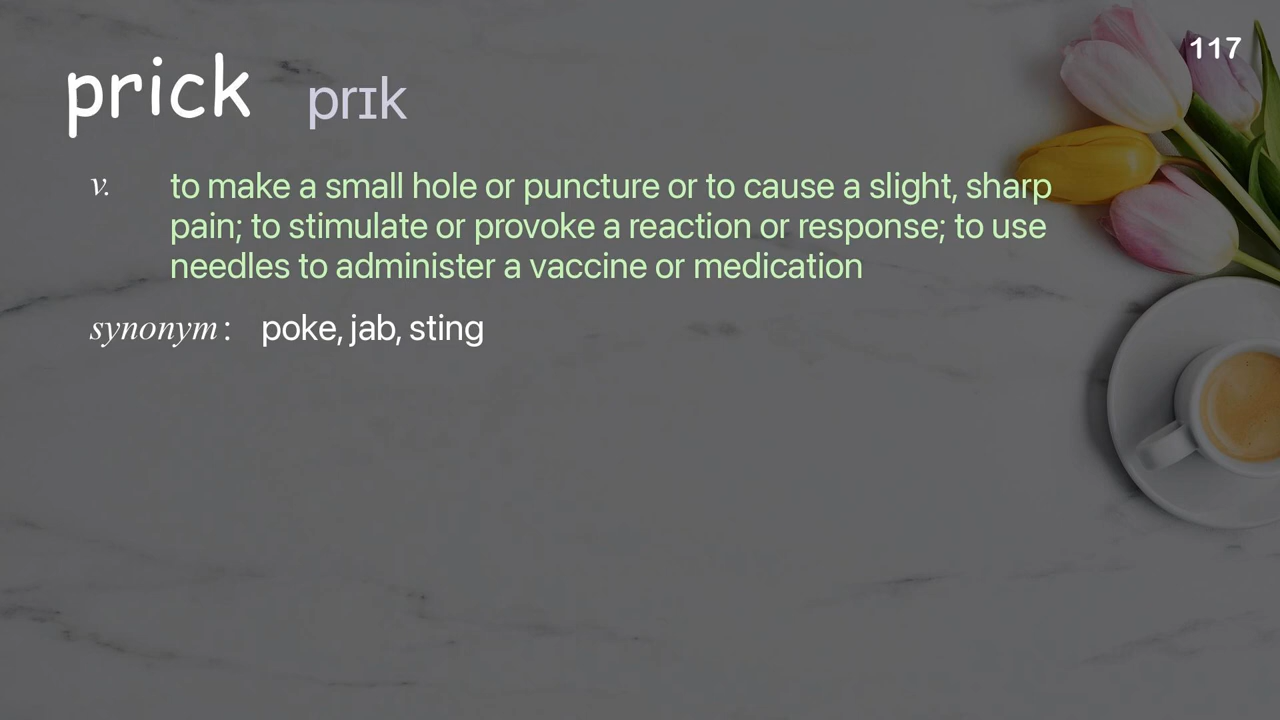 117
prick prɪk
v. to make a small hole or puncture or to cause a slight, sharp
pain; to stimulate or provoke a reaction or response; to use
needles to administer a vaccine or medication
synonym : poke, jab, sting